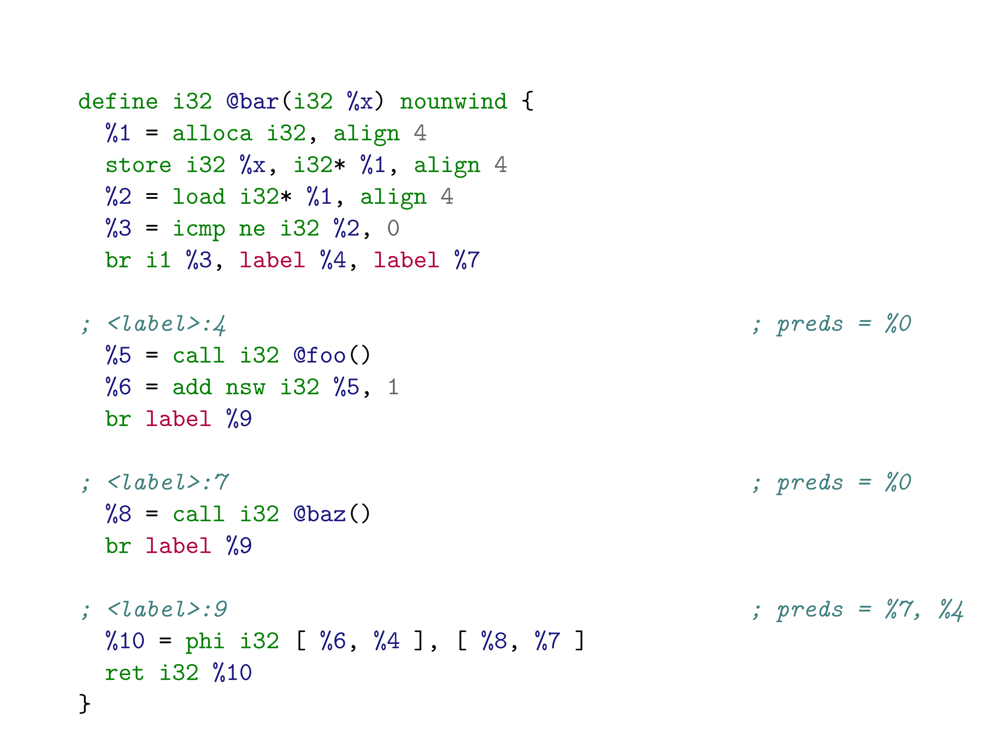 define i32 @bar(i32 %x) nounwind {
  %1 = alloca i32, align 4
  store i32 %x, i32* %1, align 4
  %2 = load i32* %1, align 4
  %3 = icmp ne i32 %2, 0
  br i1 %3, label %4, label %7

; <label>:4                                       ; preds = %0
  %5 = call i32 @foo()
  %6 = add nsw i32 %5, 1
  br label %9

; <label>:7                                       ; preds = %0
  %8 = call i32 @baz()
  br label %9

; <label>:9                                       ; preds = %7, %4
  %10 = phi i32 [ %6, %4 ], [ %8, %7 ]
  ret i32 %10
}